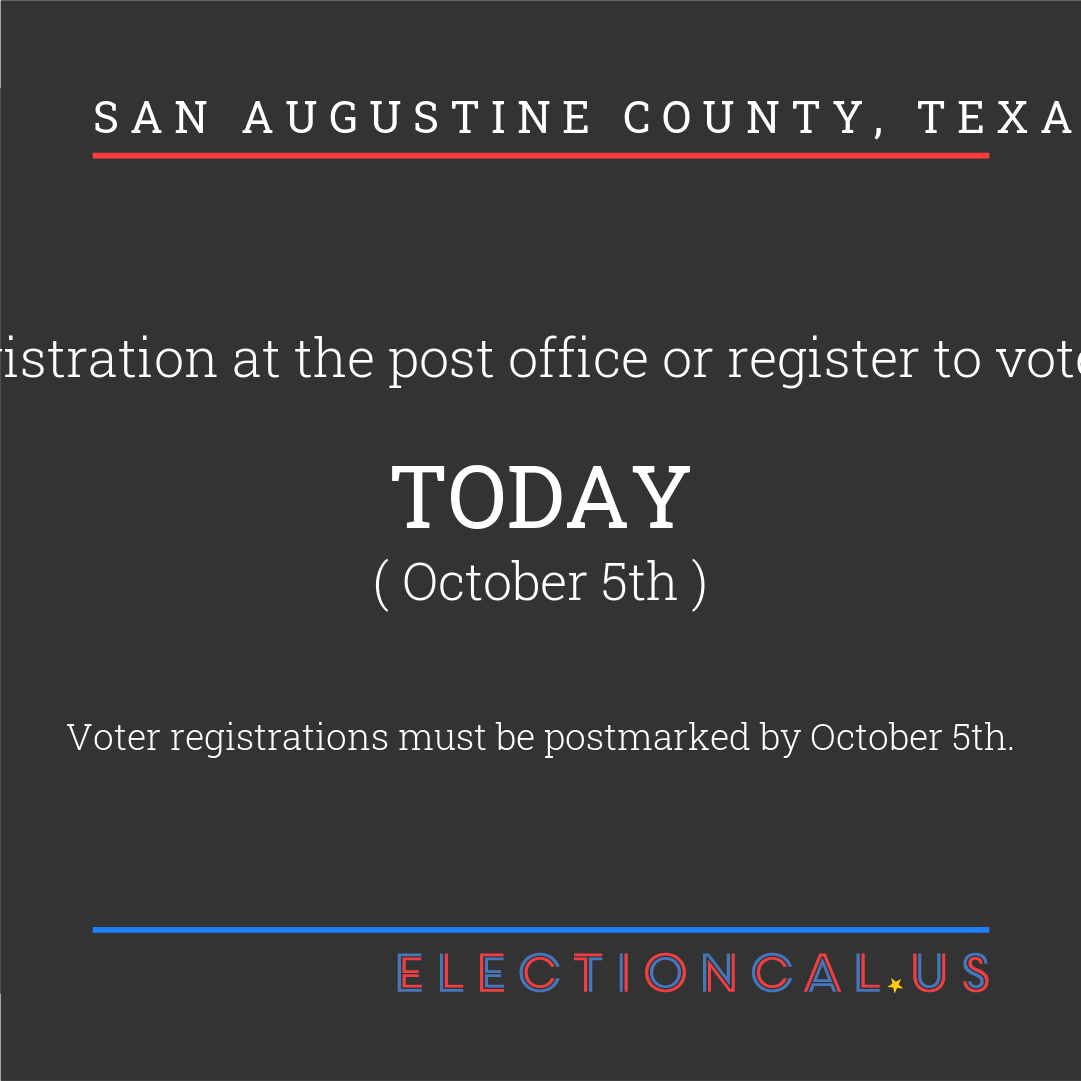 SAN AUGUSTINE COUNTY, TEXA
istration at the post office or register to vot
TODAY
( October 5th )
Voter registrations must be postmarked by October 5th.
ELECTIONCAL.US